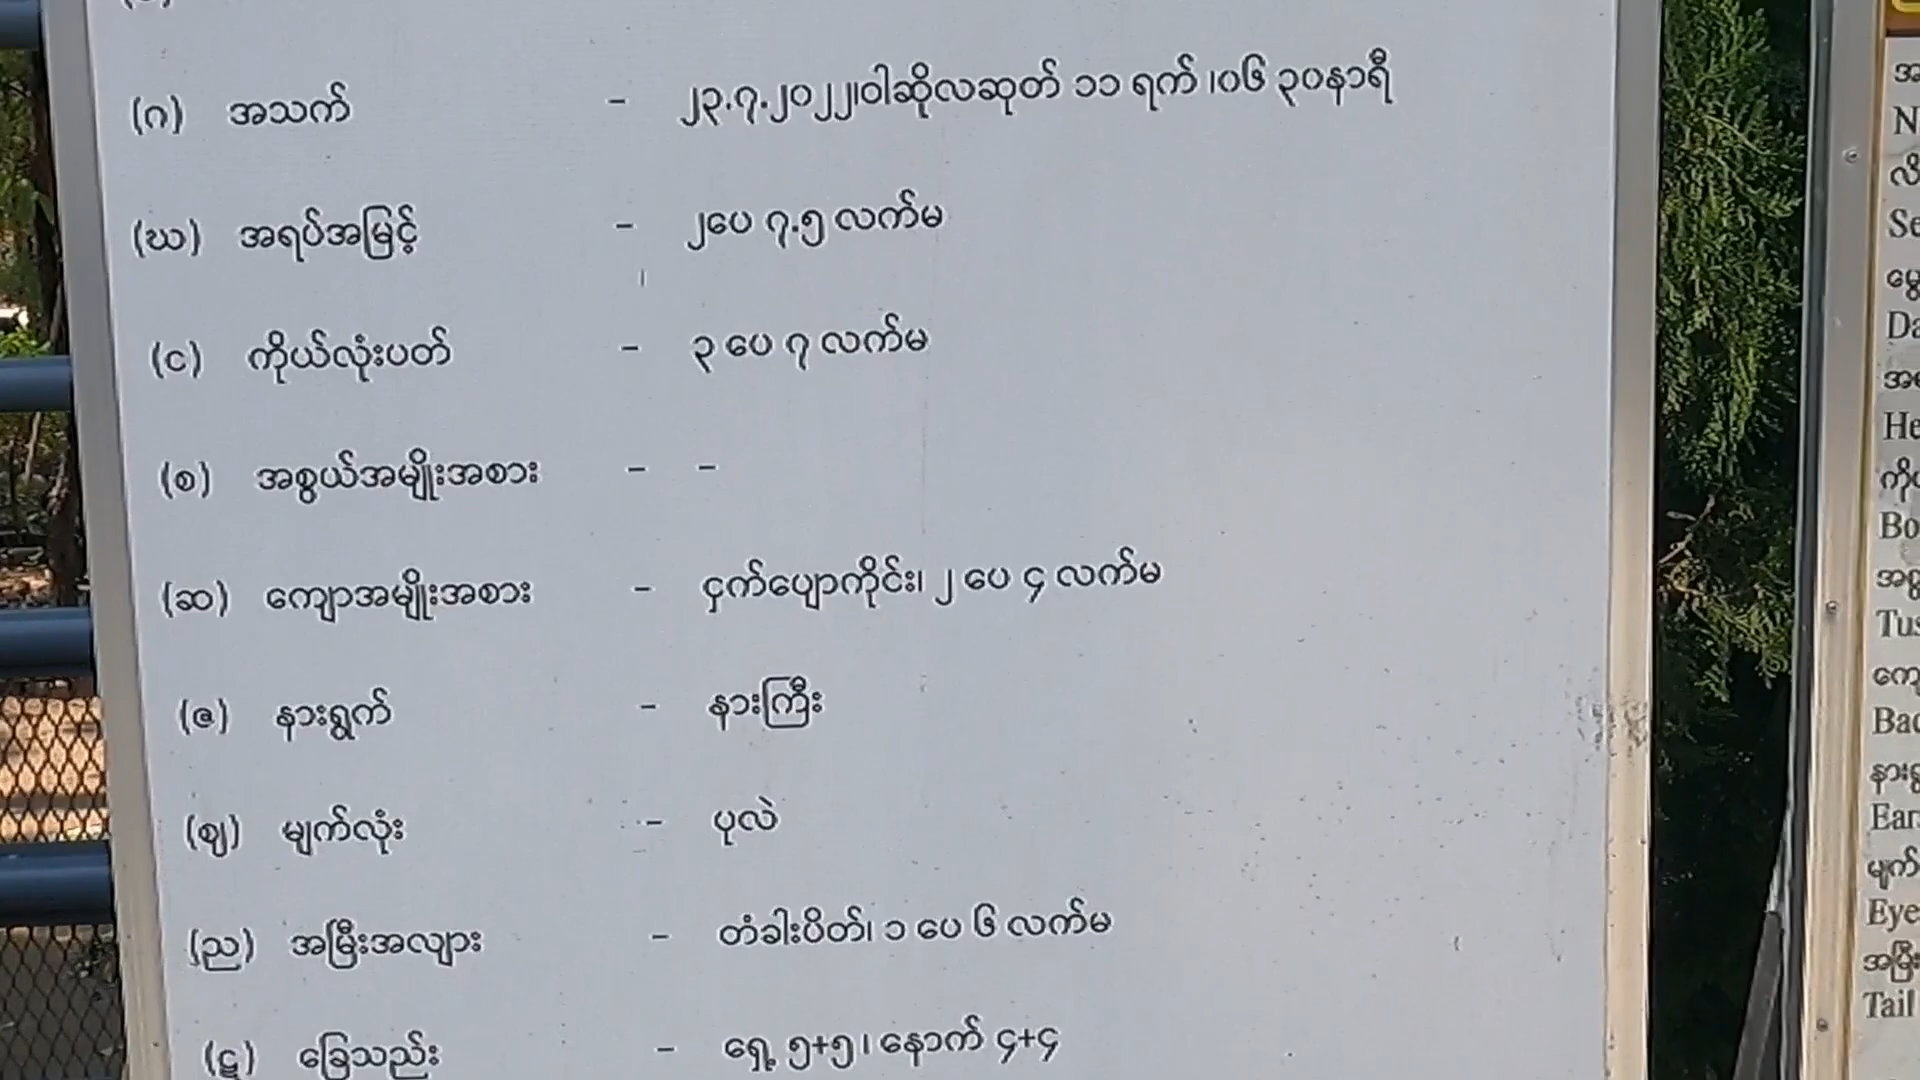 (ဂ) အသက် - ၂၃.၇.၂၀၂၂၊ဝါဆိုလဆုတ် ၁၁ ရက် ၊၀၆ ၃၀နာရီ
(ဃ) အရပ်အမြင့် - ၂ပေ ၇.၅ လက်မ
(င) ကိုယ်လုံးပတ် - ၃ ပေ ၇ လက်မ
(စ) အစွယ်အမျိုးအစား - -
(ဆ) ကျောအမျိုးအစား - ငှက်ပျောကိုင်း၊ ၂ ပေ ၄ လက်မ
(ဇ) နားရွက် - နားကြီး
(ဈ) မျက်လုံး - ပုလဲ
(ည) အမြီးအလျား - တံခါးပိတ်၊ ၁ ပေ ၆ လက်မ
(ဋ) ခြေသည်း - ရှေ့ ၅+၅ ၊ နောက် ၄+၄
Eye
Tail